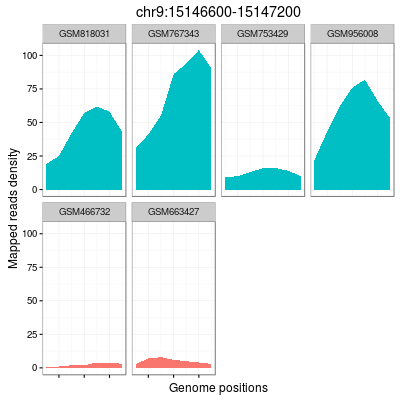 chr9:15146600-15147200
GSM818031 GSM767343 GSM753429 GSM956008
100
75
50
25
0
GSM466732 GSM663427
100
75
50
25
0
Mapped reads density
Genome positions